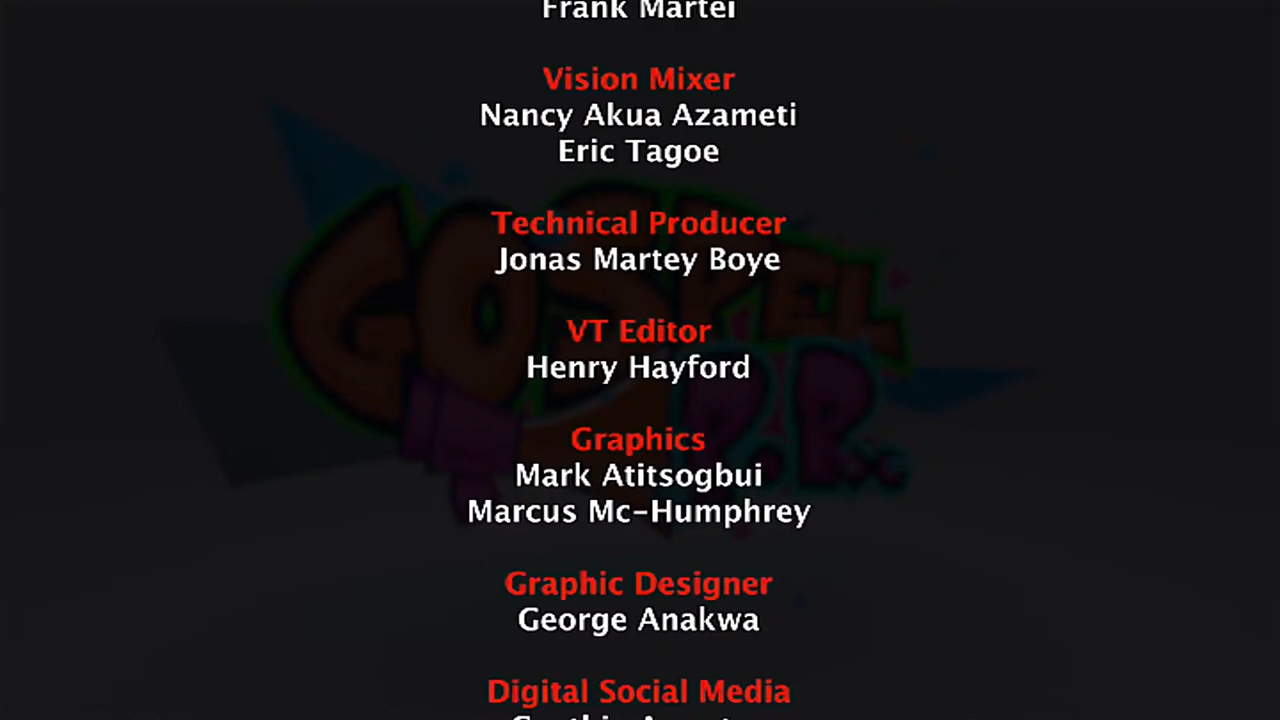 Frank Martei
Vision Mixer
Nancy Akua Azameti
Eric Tagoe
Technical Producer
Jonas Martey Boye
VT Editor
Henry Hayford
Graphics
Mark Atitsogbui
Marcus Mc-Humphrey
Graphic Designer
George Anakwa
Digital Social Media
GOSPEL